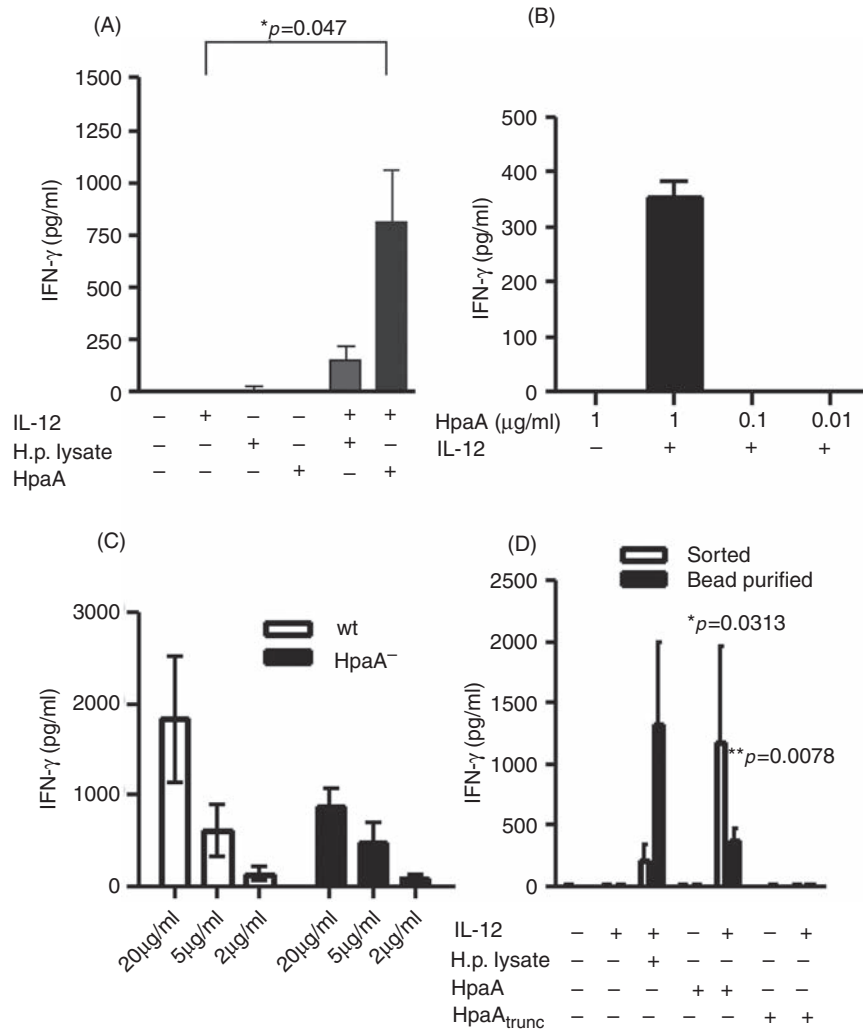 (A)
*p=0.047
1500
1250
1000
750
500
250
0
IFN-γ (pg/ml)
IL-12 – + – – + +
H.p. lysate – – + – + –
HpaA – – – + – +
(B)
500
400
300
200
100
0
IFN-γ (pg/ml)
HpaA (μg/ml) 1 1 0.1 0.01
IL-12 – + + +
(C)
wt
HpaA–
3000
2000
1000
0
IFN-γ (pg/ml)
20μg/ml 5μg/ml 2μg/ml 20μg/ml 5μg/ml 2μg/ml
(D)
Sorted
Bead purified
2500
2000
1500
1000
500
0
IFN-γ (pg/ml)
*p=0.0313
**p=0.0078
IL-12 – + + – + – +
H.p. lysate – – + – – – –
HpaA – – – + + – –
HpaAtrunc – – – – – + +